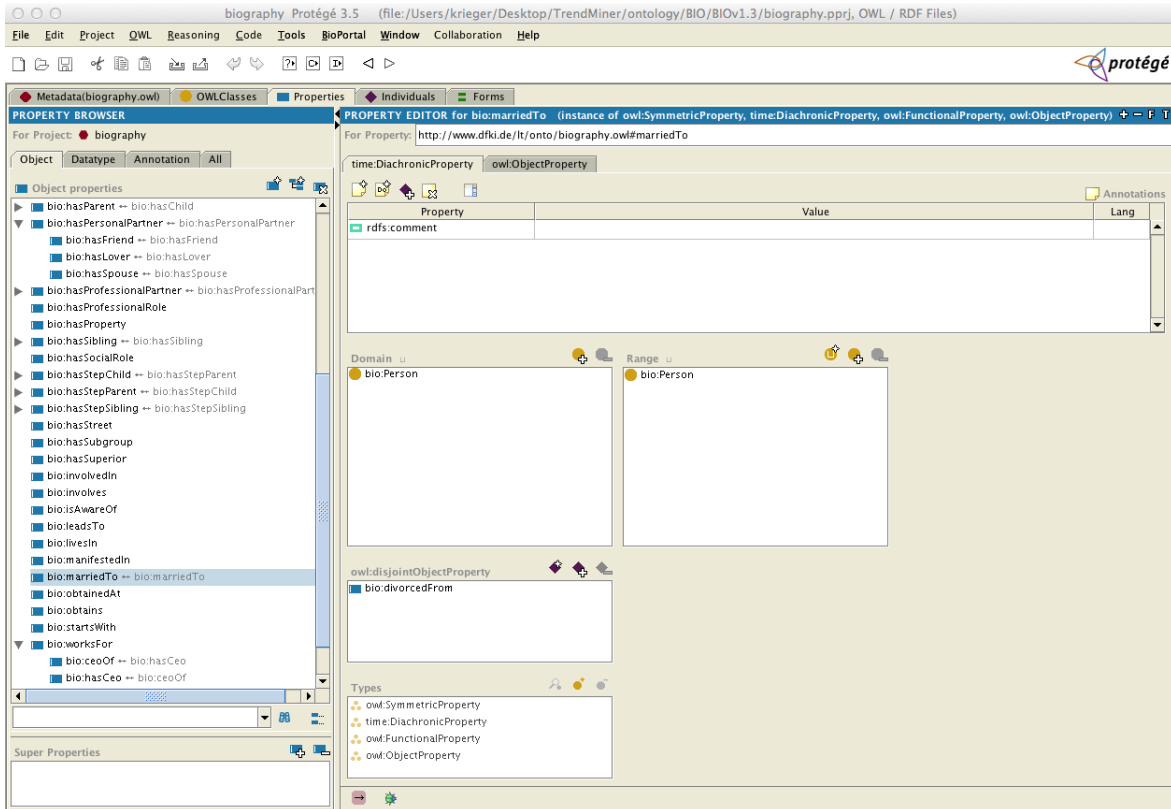 biography Protégé 3.5 (file:/Users/krieger/Desktop/TrendMiner/ontology/BIO/BIOv1.3/biography.pprj, OWL / RDF Files)
File Edit Project OWL Reasoning Code Tools BioPortal Window Collaboration Help
protégé
Metadata(biography.owl) OWLClasses Properties Individuals Forms
PROPERTY BROWSER
For Project: biography
Object Datatype Annotation All
Object properties
bio:hasParent ↔ bio:hasChild
bio:hasPersonalPartner ↔ bio:hasPersonalPartner
bio:hasFriend ↔ bio:hasFriend
bio:hasLover ↔ bio:hasLover
bio:hasSpouse ↔ bio:hasSpouse
bio:hasProfessionalPartner ↔ bio:hasProfessionalPart
bio:hasProfessionalRole
bio:hasProperty
bio:hasSibling ↔ bio:hasSibling
bio:hasSocialRole
bio:hasStepChild ↔ bio:hasStepParent
bio:hasStepParent ↔ bio:hasStepChild
bio:hasStepSibling ↔ bio:hasStepSibling
bio:hasStreet
bio:hasSubgroup
bio:hasSuperior
bio:involvedIn
bio:involves
bio:isAwareOf
bio:leadsTo
bio:livesIn
bio:manifestedIn
bio:marriedTo ↔ bio:marriedTo
bio:obtainedAt
bio:obtains
bio:startsWith
bio:worksFor
bio:ceoOf ↔ bio:hasCeo
bio:hasCeo ↔ bio:ceoOf
Super Properties
PROPERTY EDITOR for bio:marriedTo (instance of owl:SymmetricProperty, time:DiachronicProperty, owl:FunctionalProperty, owl:ObjectProperty) + − F T
For Property: http://www.dfki.de/lt/onto/biography.owl#marriedTo
time:DiachronicProperty owl:ObjectProperty
Annotations
Property Value Lang
rdfs:comment
Domain ⊔
bio:Person
Range ⊔
bio:Person
owl:disjointObjectProperty
bio:divorcedFrom
Types
owl:SymmetricProperty
time:DiachronicProperty
owl:FunctionalProperty
owl:ObjectProperty